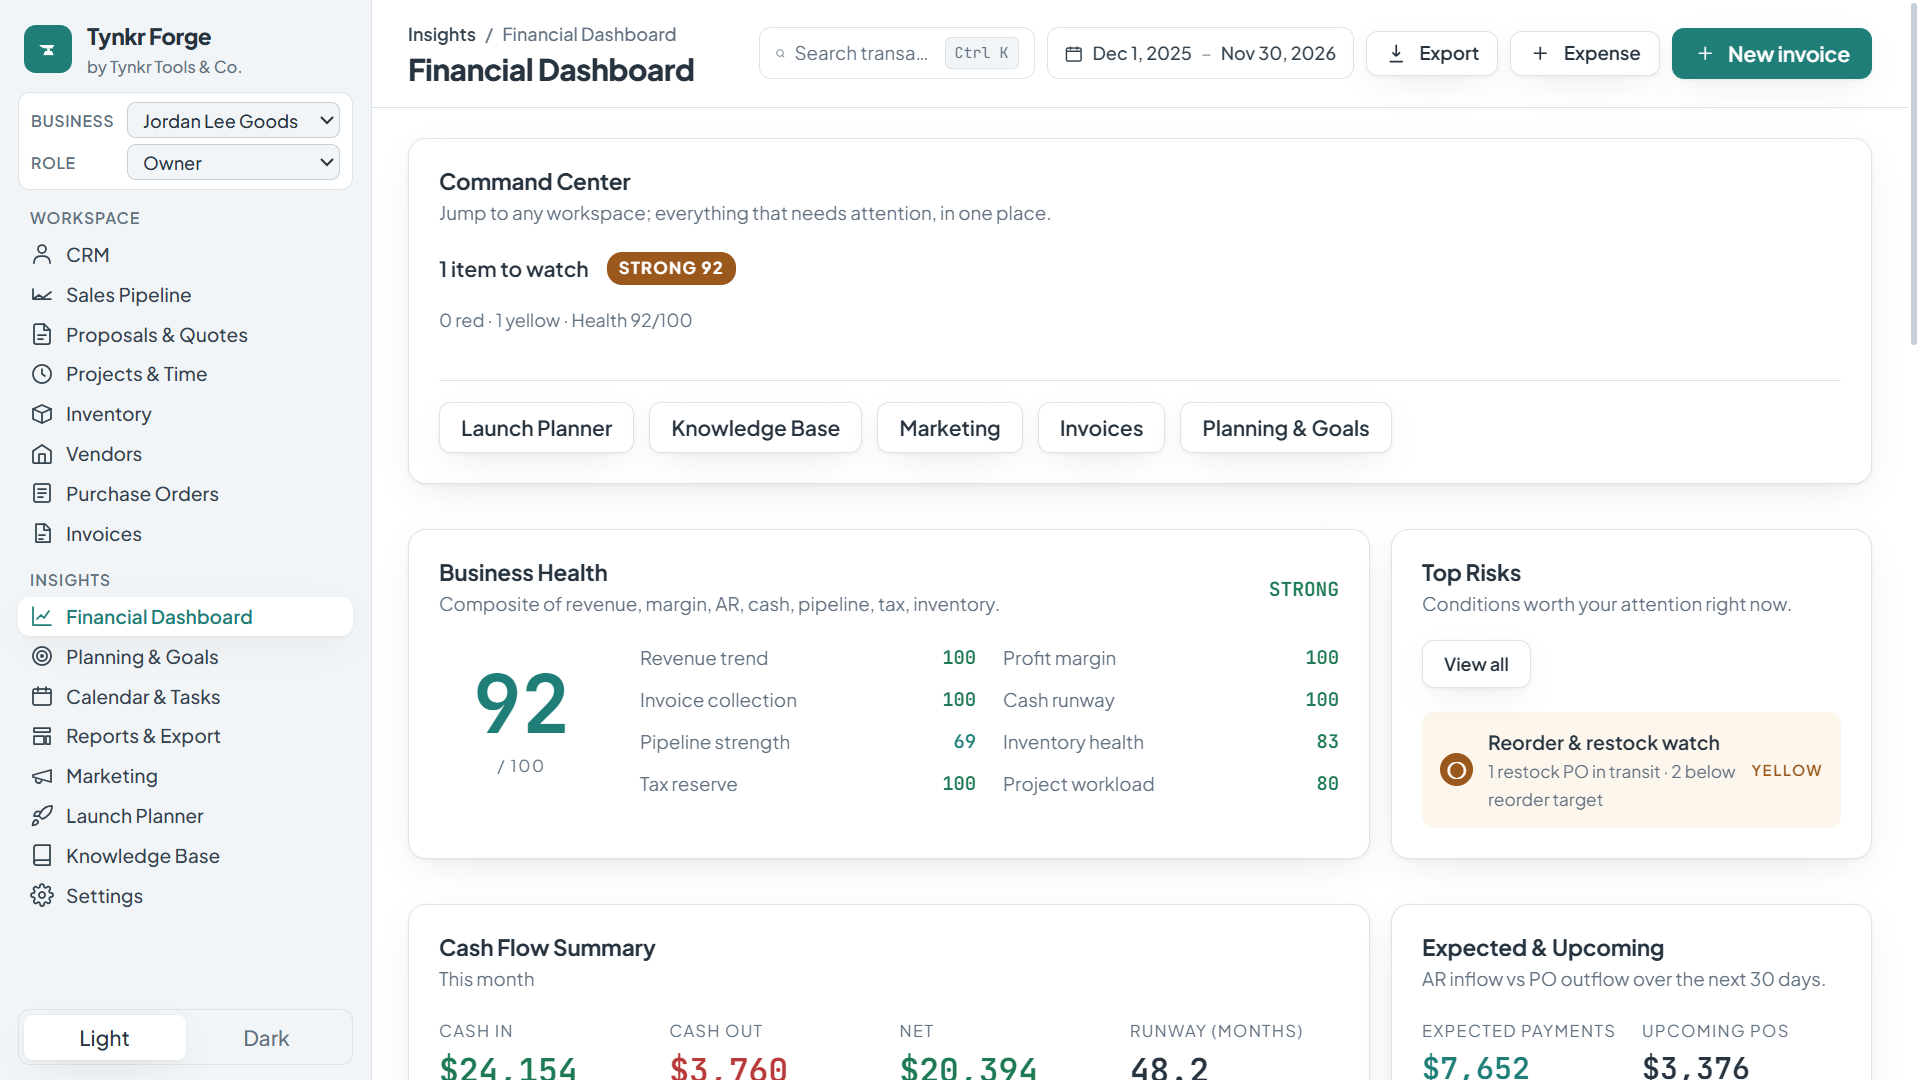 Tynkr Forge
by Tynkr Tools & Co.
BUSINESS
Jordan Lee Goods
ROLE
Owner
WORKSPACE
CRM
Sales Pipeline
Proposals & Quotes
Projects & Time
Inventory
Vendors
Purchase Orders
Invoices
INSIGHTS
Financial Dashboard
Planning & Goals
Calendar & Tasks
Reports & Export
Marketing
Launch Planner
Knowledge Base
Settings
Light
Dark
Insights / Financial Dashboard
Financial Dashboard
Search transa...
Ctrl K
Dec 1, 2025 – Nov 30, 2026
Export
Expense
New invoice
Command Center
Jump to any workspace; everything that needs attention, in one place.
1 item to watch
STRONG 92
0 red · 1 yellow · Health 92/100
Launch Planner
Knowledge Base
Marketing
Invoices
Planning & Goals
Business Health
Composite of revenue, margin, AR, cash, pipeline, tax, inventory.
STRONG
92
/ 100
Revenue trend 100
Profit margin 100
Invoice collection 100
Cash runway 100
Pipeline strength 69
Inventory health 83
Tax reserve 100
Project workload 80
Top Risks
Conditions worth your attention right now.
View all
Reorder & restock watch
1 restock PO in transit · 2 below
reorder target
YELLOW
Cash Flow Summary
This month
CASH IN
$24,154
CASH OUT
$3,760
NET
$20,394
RUNWAY (MONTHS)
48.2
Expected & Upcoming
AR inflow vs PO outflow over the next 30 days.
EXPECTED PAYMENTS
$7,652
UPCOMING POS
$3,376